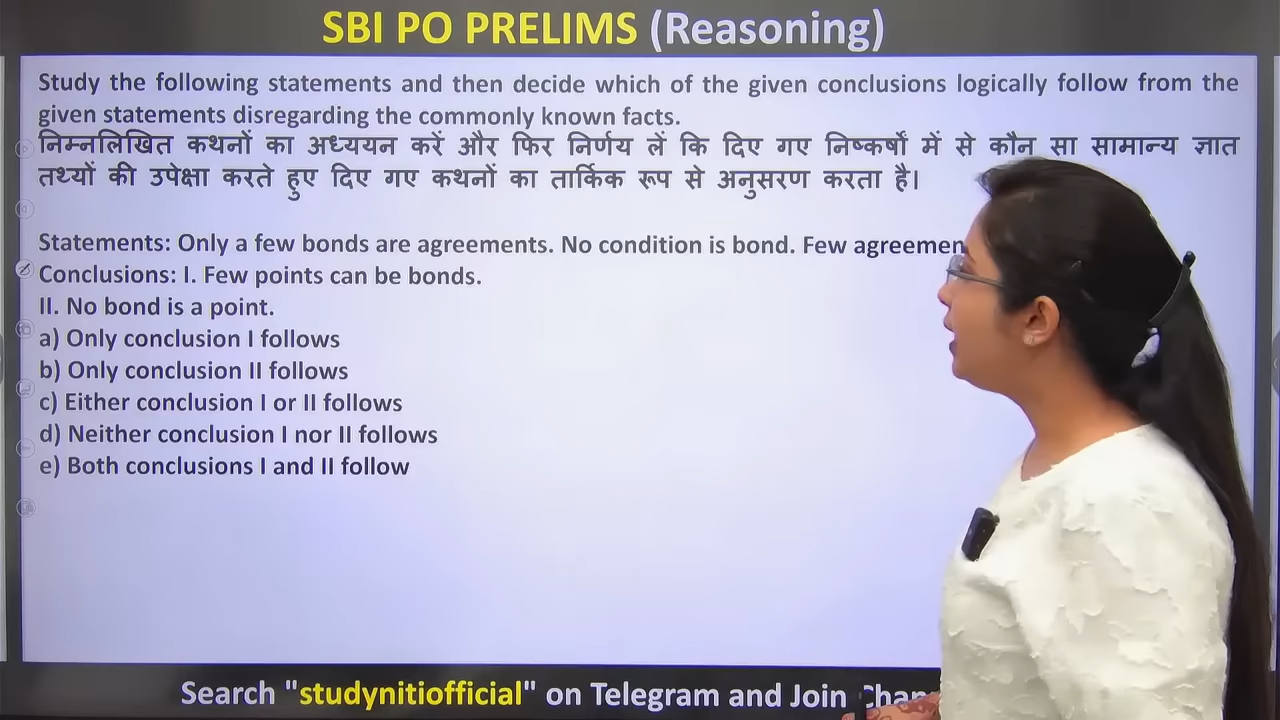 SBI PO PRELIMS (Reasoning)
Study the following statements and then decide which of the given conclusions logically follow from the
given statements disregarding the commonly known facts.
निम्नलिखित कथनों का अध्ययन करें और फिर निर्णय लें कि दिए गए निष्कर्षों में से कौन सा सामान्य ज्ञात
तथ्यों की उपेक्षा करते हुए दिए गए कथनों का तार्किक रूप से अनुसरण करता है।
Statements: Only a few bonds are agreements. No condition is bond. Few
Conclusions: I. Few points can be bonds.
II. No bond is a point.
a) Only conclusion I follows
b) Only conclusion II follows
c) Either conclusion I or II follows
d) Neither conclusion I nor II follows
e) Both conclusions I and II follow
Search "studynitiofficial" on Telegram and Join